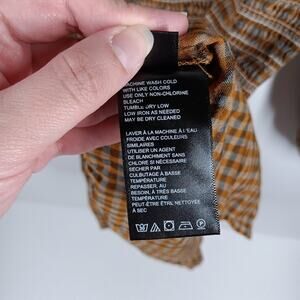 MACHINE WASH COLD
WITH LIKE COLORS
USE ONLY NON-CHLORINE
BLEACH
TUMBLE DRY LOW
LOW IRON AS NEEDED
MAY BE DRY CLEANED
LAVER À LA MACHINE À L'EAU
FROIDE AVEC COULEURS
SIMILAIRES
UTILISER UN AGENT
DE BLANCHIMENT SANS
CHLORE SI NÉCESSAIRE
SÉCHER PAR
CULBUTAGE À BASSE
TEMPÉRATURE
REPASSER, AU
BESOIN, À TRÈS BASSE
TEMPÉRATURE
PEUT-ÊTRE NETTOYÉE
À SEC